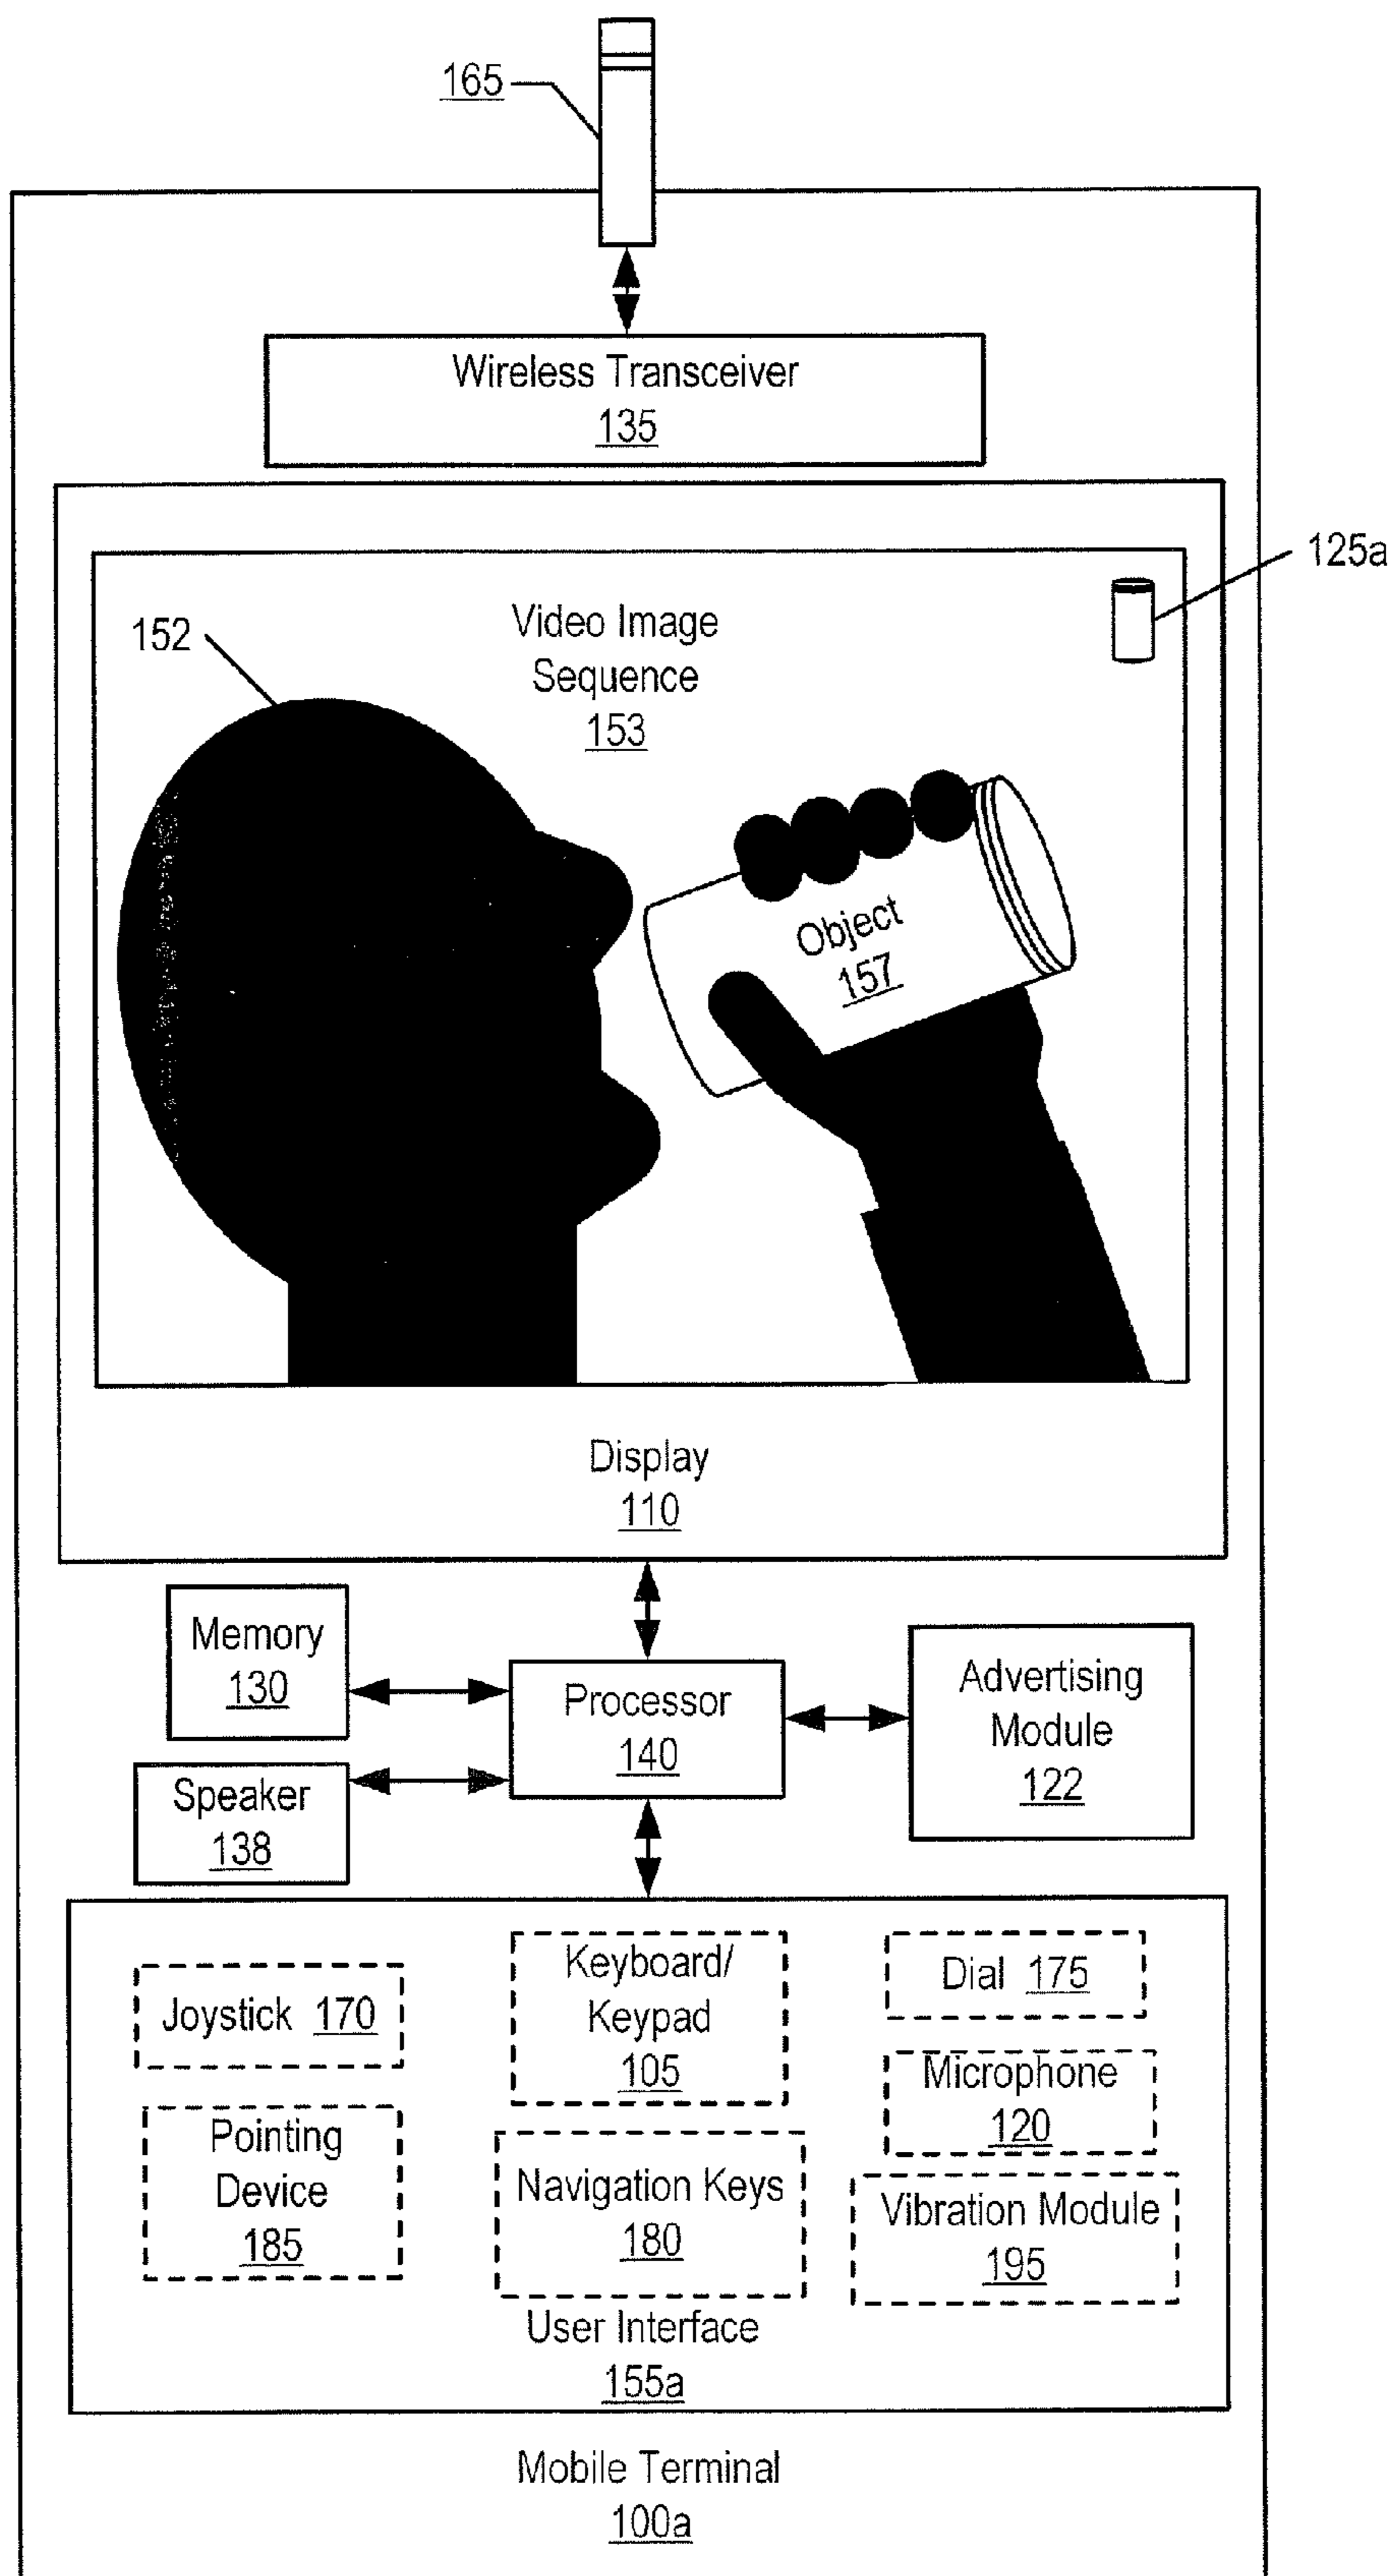 165
Wireless Transceiver
135
125a
152
Video Image
Sequence
153
Object
157
Display
110
Memory
130
Processor
140
Advertising
Module
122
Speaker
138
Joystick 170
Keyboard/
Keypad
105
Dial 175
Microphone
120
Pointing
Device
185
Navigation Keys
180
Vibration Module
195
User Interface
155a
Mobile Terminal
100a